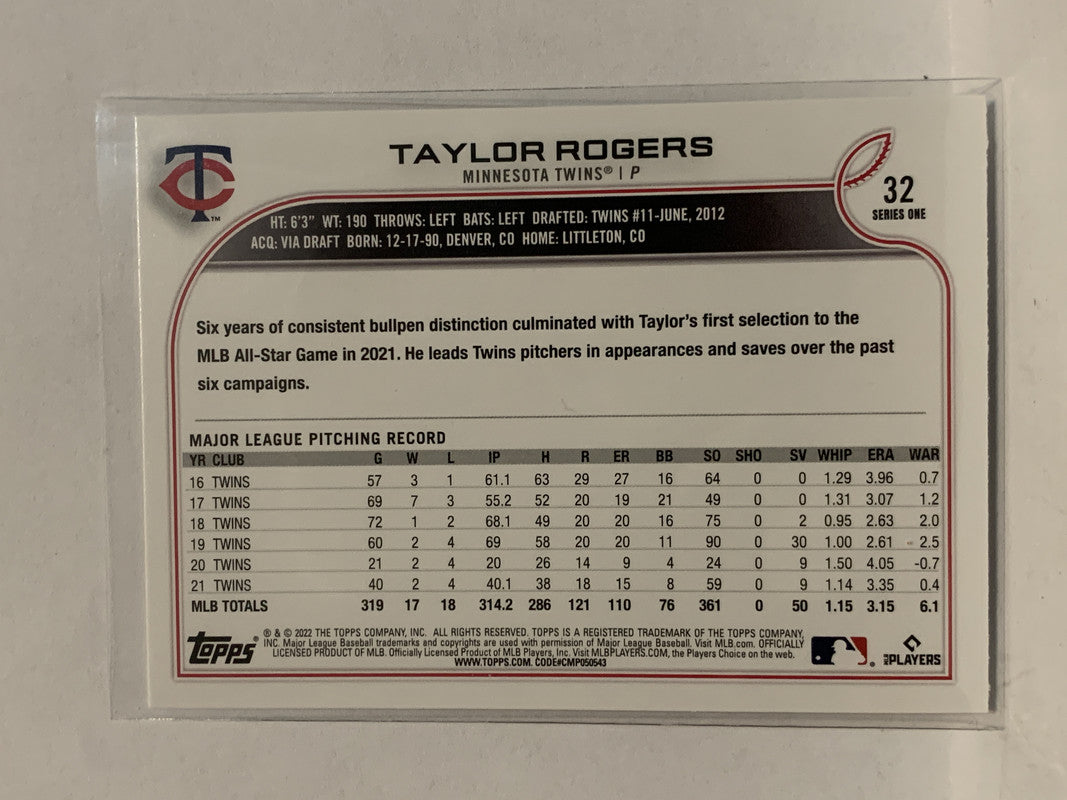 TC™
TAYLOR ROGERS
MINNESOTA TWINS® | P
32
SERIES ONE
HT: 6'3" WT: 190 THROWS: LEFT BATS: LEFT DRAFTED: TWINS #11-JUNE, 2012
ACQ: VIA DRAFT BORN: 12-17-90, DENVER, CO HOME: LITTLETON, CO
Six years of consistent bullpen distinction culminated with Taylor's first selection to the
MLB All-Star Game in 2021. He leads Twins pitchers in appearances and saves over the past
six campaigns.
MAJOR LEAGUE PITCHING RECORD
YR CLUB G W L IP H R ER BB SO SHO SV WHIP ERA WAR
16 TWINS 57 3 1 61.1 63 29 27 16 64 0 0 1.29 3.96 0.7
17 TWINS 69 7 3 55.2 52 20 19 21 49 0 0 1.31 3.07 1.2
18 TWINS 72 1 2 68.1 49 20 20 16 75 0 2 0.95 2.63 2.0
19 TWINS 60 2 4 69 58 20 20 11 90 0 30 1.00 2.61 2.5
20 TWINS 21 2 4 20 26 14 9 4 24 0 9 1.50 4.05 -0.7
21 TWINS 40 2 4 40.1 38 18 15 8 59 0 9 1.14 3.35 0.4
MLB TOTALS 319 17 18 314.2 286 121 110 76 361 0 50 1.15 3.15 6.1
topps® ® & © 2022 THE TOPPS COMPANY, INC. ALL RIGHTS RESERVED. TOPPS IS A REGISTERED TRADEMARK OF THE TOPPS COMPANY,
INC. Major League Baseball trademarks and copyrights are used with permission of Major League Baseball. Visit MLB.com. OFFICIALLY
LICENSED PRODUCT OF MLB. Officially Licensed Product of MLB Players, Inc. Visit MLBPLAYERS.COM, the Players Choice on the web.
WWW.TOPPS.COM. CODE#CMP050543
MLB PLAYERS